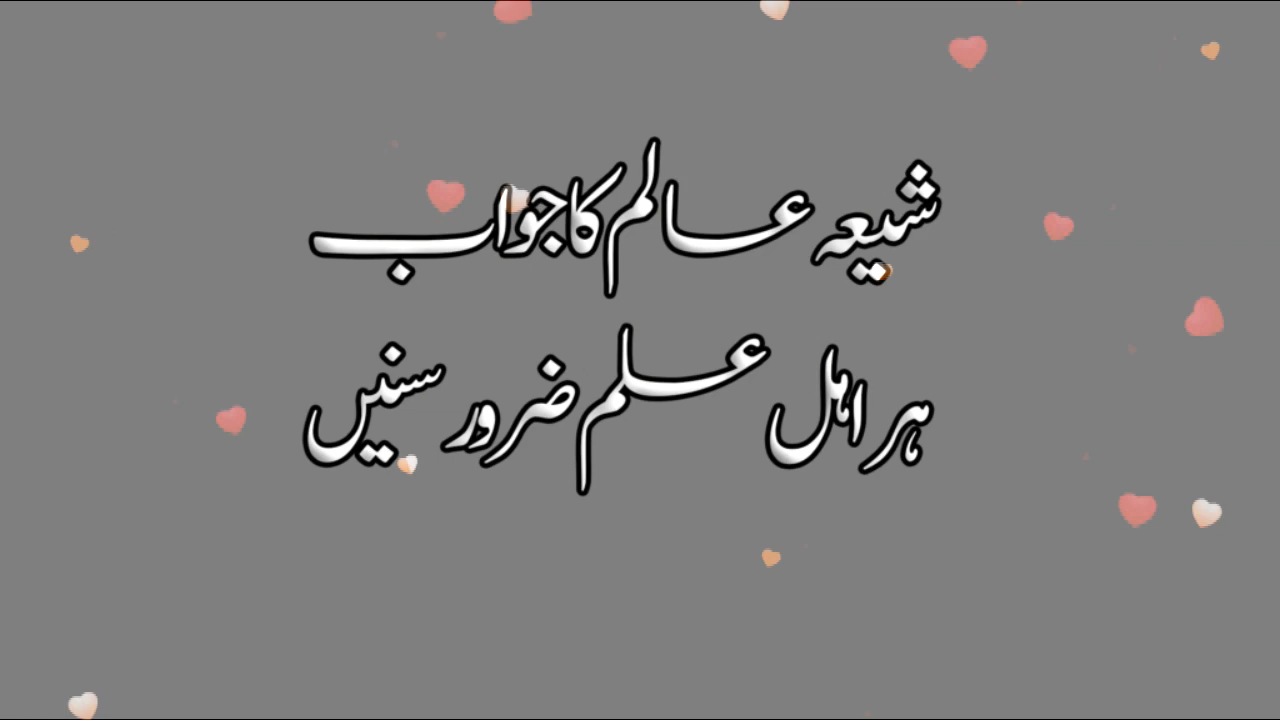 شیعہ عالم کا جواب
ہر اہل علم ضرور سنیں